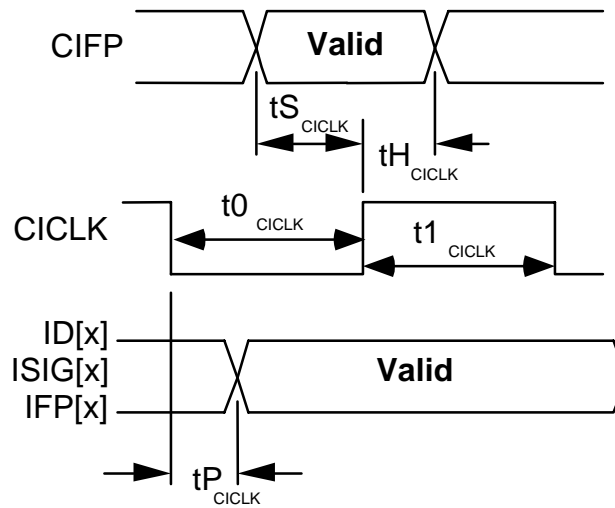 CIFP
Valid
tS CICLK
tH CICLK
CICLK
t0 CICLK
t1 CICLK
ID[x]
ISIG[x]
IFP[x]
Valid
tP CICLK